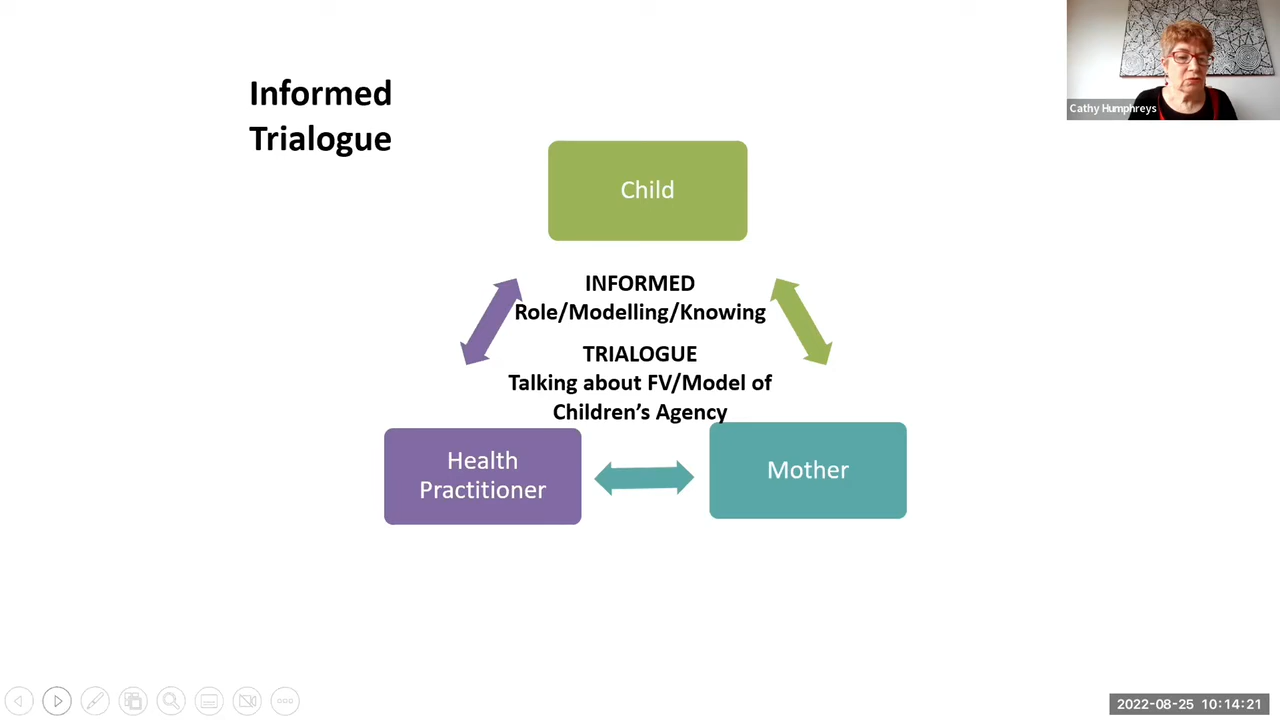 Informed
Trialogue
Cathy Humphreys
Child
INFORMED
Role/Modelling/Knowing
TRIALOGUE
Talking about FV/Model of
Children’s Agency
Health
Practitioner
Mother
2022-08-25 10:14:21